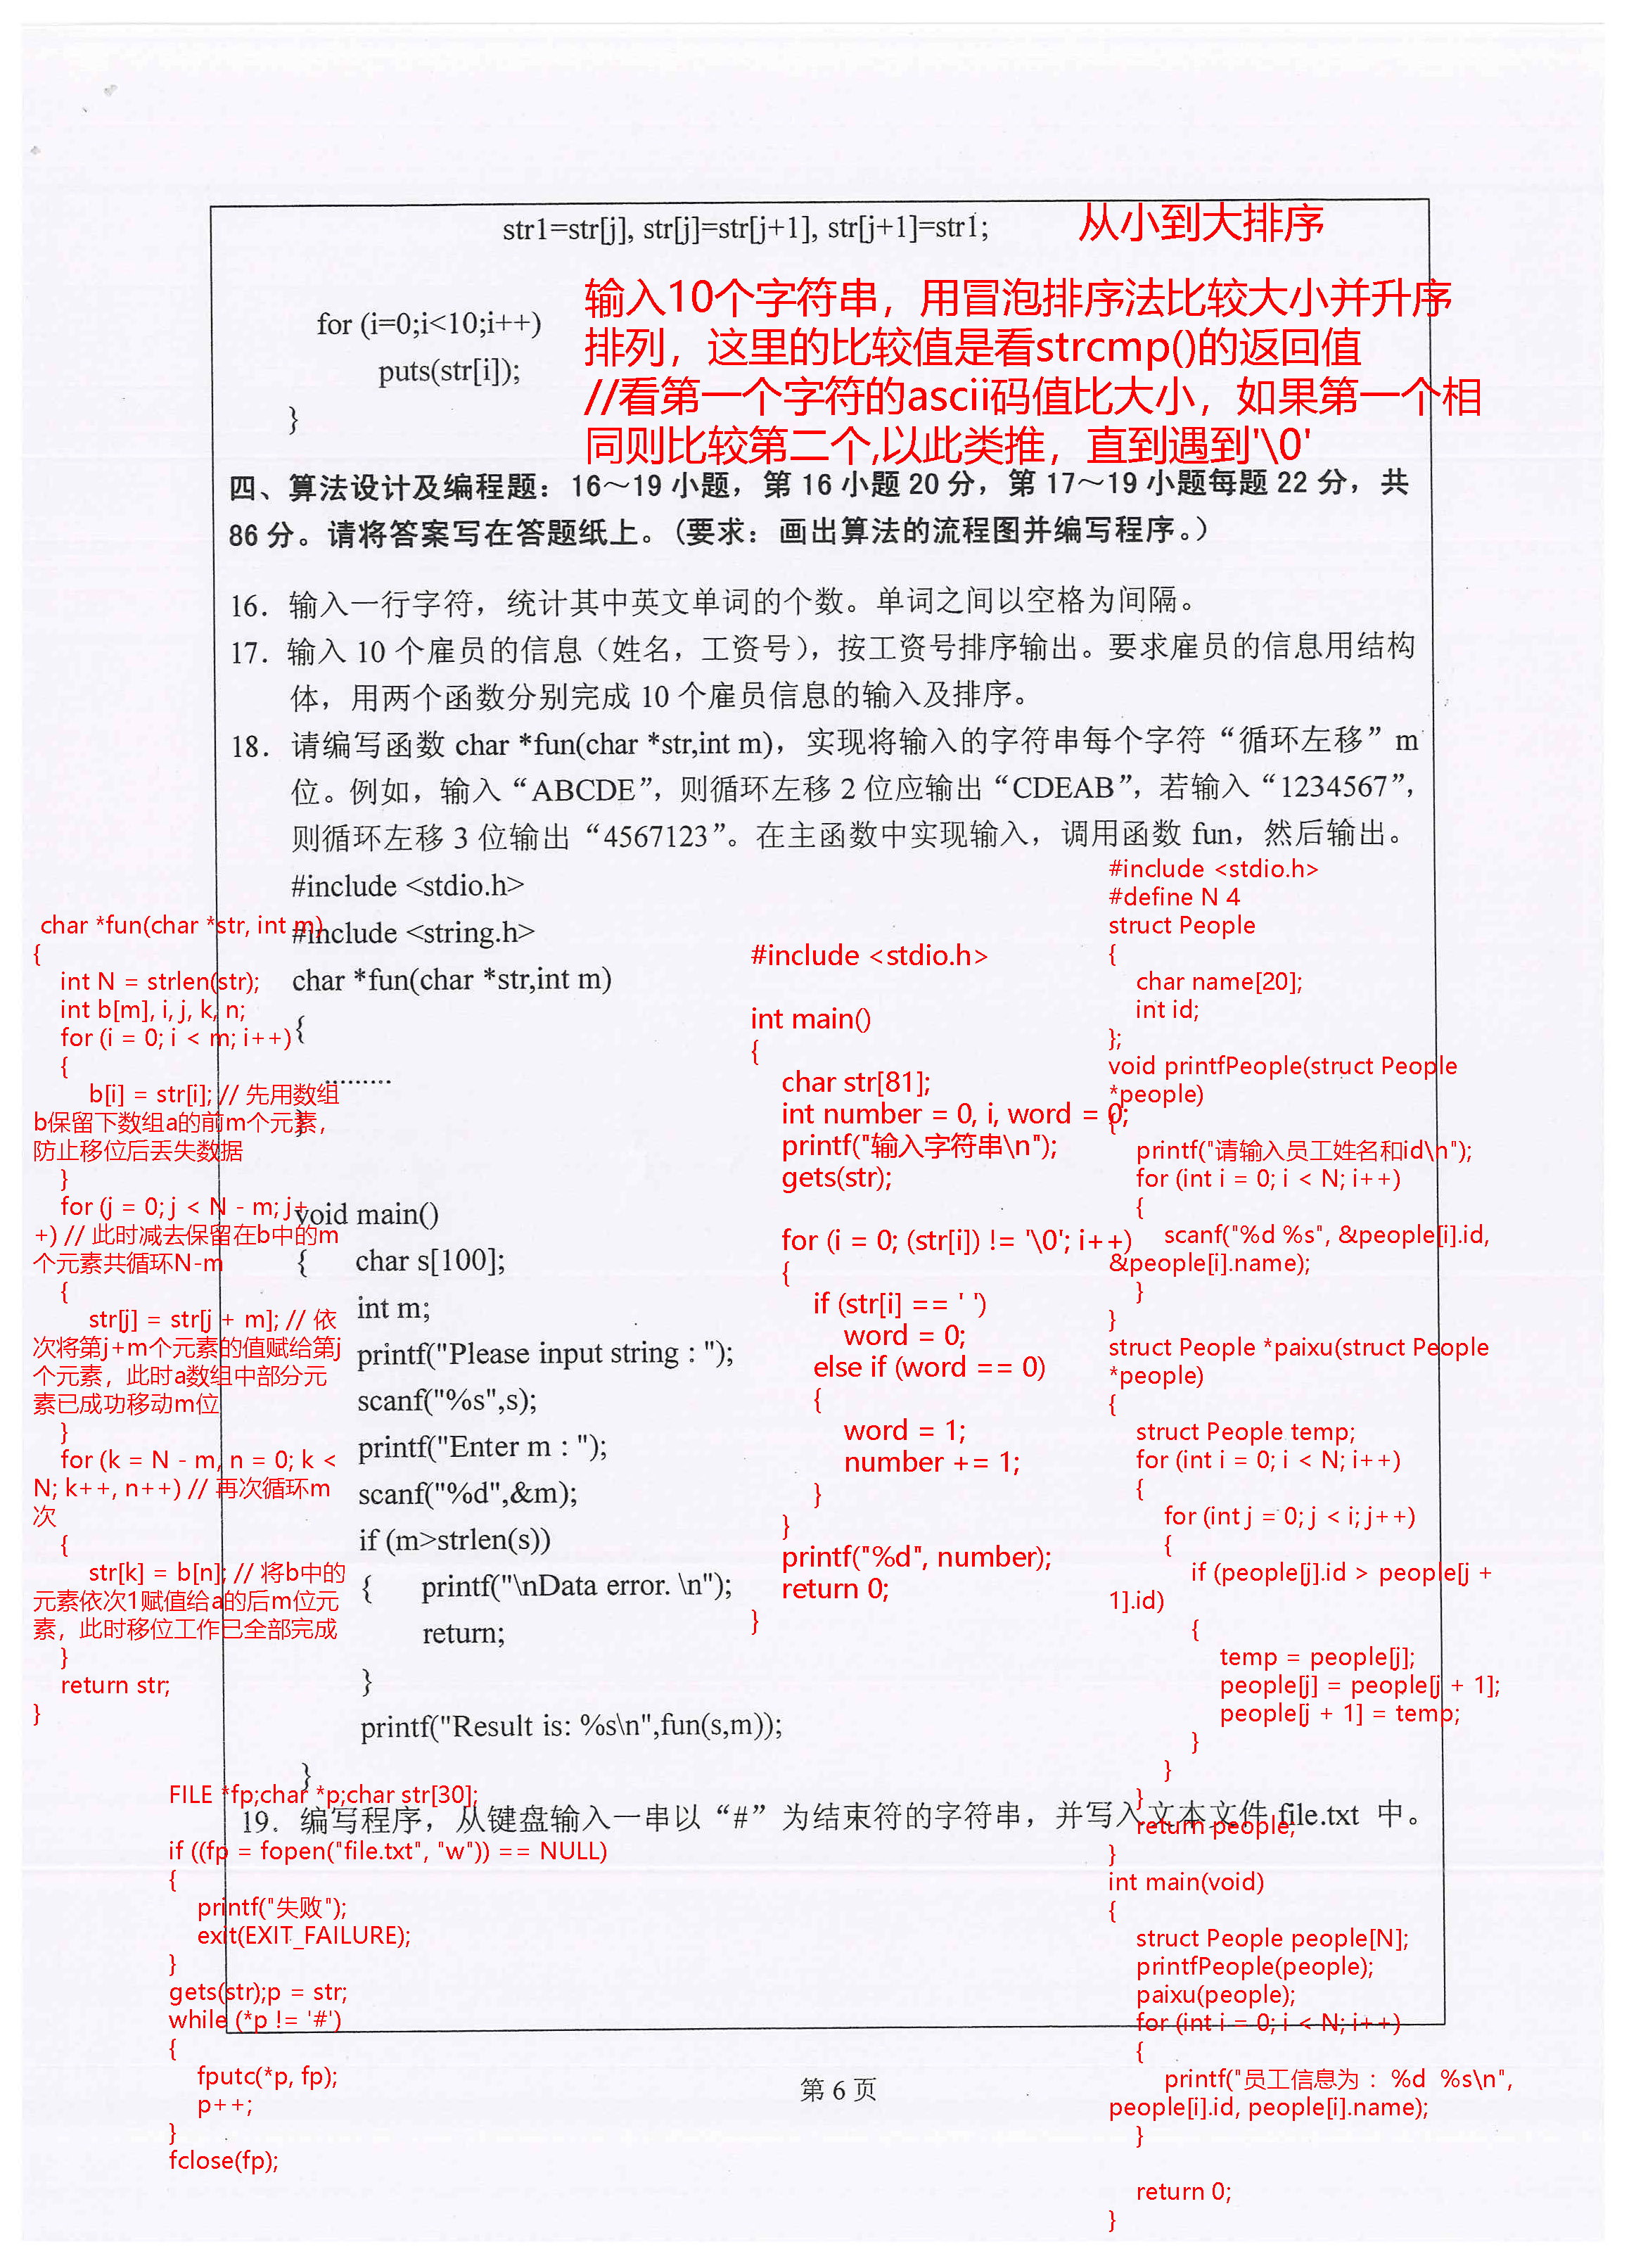 str1=str[j], str[j]=str[j+1], str[j+1]=str1;
从小到大排序
for (i=0;i<10;i++)
puts(str[i]);
}
输入10个字符串，用冒泡排序法比较大小并升序
排列，这里的比较值是看strcmp()的返回值
//看第一个字符的ascii码值比大小，如果第一个相
同则比较第二个,以此类推，直到遇到'\0'
四、算法设计及编程题：16～19 小题，第 16 小题 20 分，第 17～19 小题每题 22 分，共
86 分。请将答案写在答题纸上。（要求：画出算法的流程图并编写程序。）
16．输入一行字符，统计其中英文单词的个数。单词之间以空格为间隔。
17．输入 10 个雇员的信息（姓名，工资号），按工资号排序输出。要求雇员的信息用结构
体，用两个函数分别完成 10 个雇员信息的输入及排序。
18．请编写函数 char *fun(char *str,int m)，实现将输入的字符串每个字符“循环左移”m
位。例如，输入“ABCDE”，则循环左移 2 位应输出“CDEAB”，若输入“1234567”，
则循环左移 3 位输出“4567123”。在主函数中实现输入，调用函数 fun，然后输出。
#include <stdio.h>
#include <string.h>
char *fun(char *str,int m)
{
.........
}
void main()
{ char s[100];
int m;
printf("Please input string : ");
scanf("%s",s);
printf("Enter m : ");
scanf("%d",&m);
if (m>strlen(s))
{ printf("\nData error. \n");
return;
}
printf("Result is: %s\n",fun(s,m));
}
19．编写程序，从键盘输入一串以“#”为结束符的字符串，并写入文本文件 file.txt 中。
char *fun(char *str, int m)
{
int N = strlen(str);
int b[m], i, j, k, n;
for (i = 0; i < m; i++)
{
b[i] = str[i]; // 先用数组
b保留下数组a的前m个元素，
防止移位后丢失数据
}
for (j = 0; j < N - m; j+
+) // 此时减去保留在b中的m
个元素共循环N-m
{
str[j] = str[j + m]; // 依
次将第j+m个元素的值赋给第j
个元素，此时a数组中部分元
素已成功移动m位
}
for (k = N - m, n = 0; k <
N; k++, n++) // 再次循环m
次
{
str[k] = b[n]; // 将b中的
元素依次1赋值给a的后m位元
素，此时移位工作已全部完成
}
return str;
}
#include <stdio.h>
int main()
{
char str[81];
int number = 0, i, word = 0;
printf("输入字符串\n");
gets(str);
for (i = 0; (str[i]) != '\0'; i++)
{
if (str[i] == ' ')
word = 0;
else if (word == 0)
{
word = 1;
number += 1;
}
}
printf("%d", number);
return 0;
}
#include <stdio.h>
#define N 4
struct People
{
char name[20];
int id;
};
void printfPeople(struct People
*people)
{
printf("请输入员工姓名和id\n");
for (int i = 0; i < N; i++)
{
scanf("%d %s", &people[i].id,
&people[i].name);
}
}
struct People *paixu(struct People
*people)
{
struct People temp;
for (int i = 0; i < N; i++)
{
for (int j = 0; j < i; j++)
{
if (people[j].id > people[j +
1].id)
{
temp = people[j];
people[j] = people[j + 1];
people[j + 1] = temp;
}
}
}
return people;
}
int main(void)
{
struct People people[N];
printfPeople(people);
paixu(people);
for (int i = 0; i < N; i++)
{
printf("员工信息为 : %d %s\n",
people[i].id, people[i].name);
}
return 0;
}
FILE *fp;char *p;char str[30];
if ((fp = fopen("file.txt", "w")) == NULL)
{
printf("失败");
exit(EXIT_FAILURE);
}
gets(str);p = str;
while (*p != '#')
{
fputc(*p, fp);
p++;
}
fclose(fp);
第 6 页